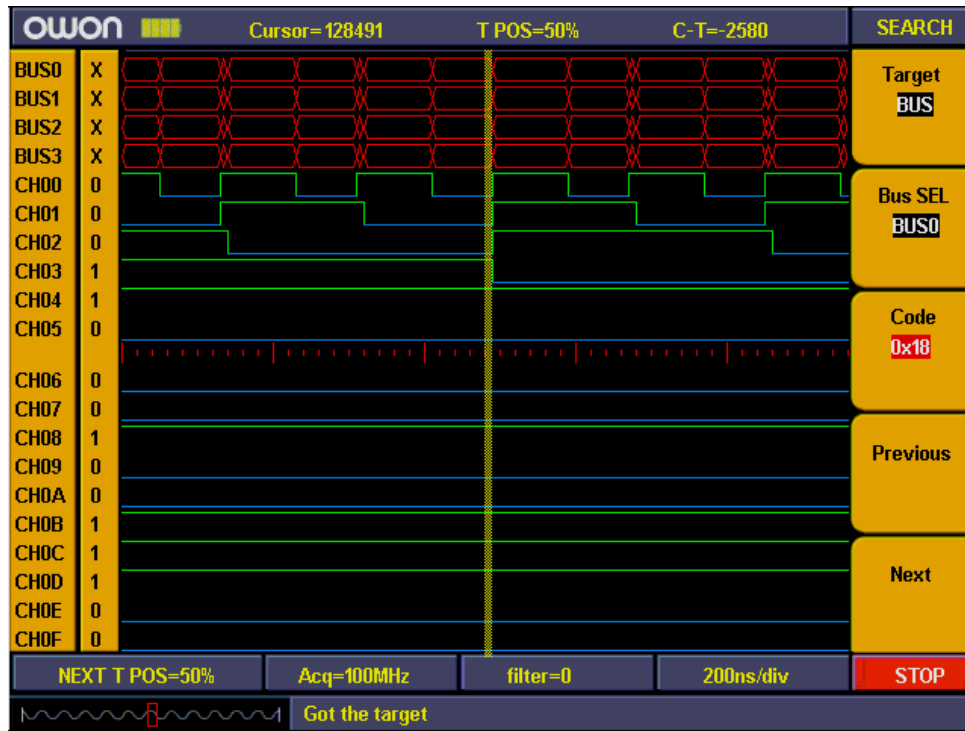 owon Cursor=128491 T POS=50% C-T=-2580 SEARCH
BUS0 X
BUS1 X
BUS2 X
BUS3 X
CH00 0
CH01 0
CH02 0
CH03 1
CH04 1
CH05 0
CH06 0
CH07 0
CH08 1
CH09 0
CH0A 0
CH0B 1
CH0C 1
CH0D 1
CH0E 0
CH0F 0
Target
BUS
Bus SEL
BUS0
Code
0x18
Previous
Next
NEXT T POS=50% Acq=100MHz filter=0 200ns/div STOP
Got the target